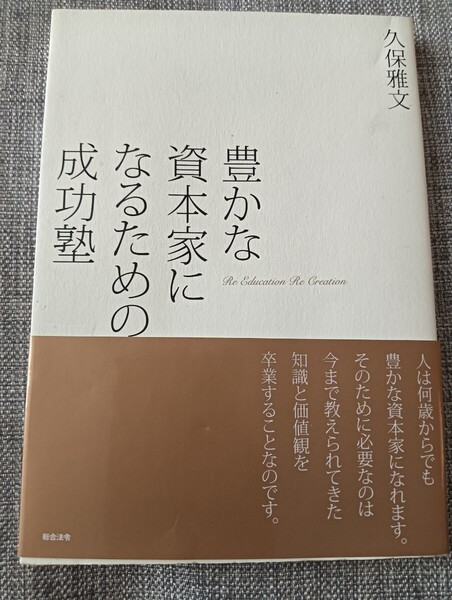 久保雅文
豊かな
資本家に
なるための
成功塾
Re Education Re Creation
人は何歳からでも
豊かな資本家になれます。
そのために必要なのは
今まで教えられてきた
知識と価値観を
卒業することなのです。
総合法令